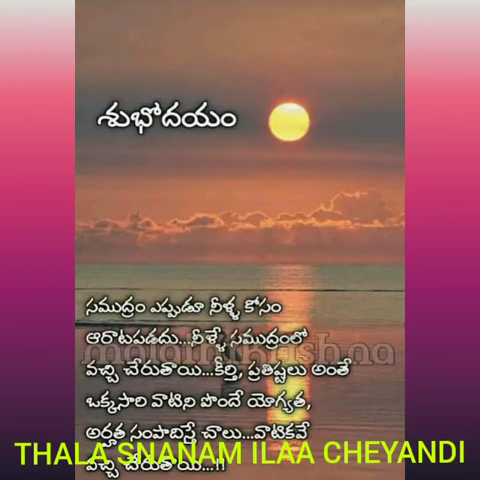 శుభోదయం
సముద్రం ఎప్పుడూ నీళ్ళ కోసం
ఆరాటపడదు...నీళ్ళే సముద్రంలో
వచ్చి చేరుతాయి...కీర్తి, ప్రతిష్టలు అంతే
ఒక్కసారి వాటిని పొందే యోగ్యత,
అర్హత సంపాదిస్తే చాలు...వాటికవే
THALA SNANAM ILAA CHEYANDI
వచ్చి చేరుతాయి...!!